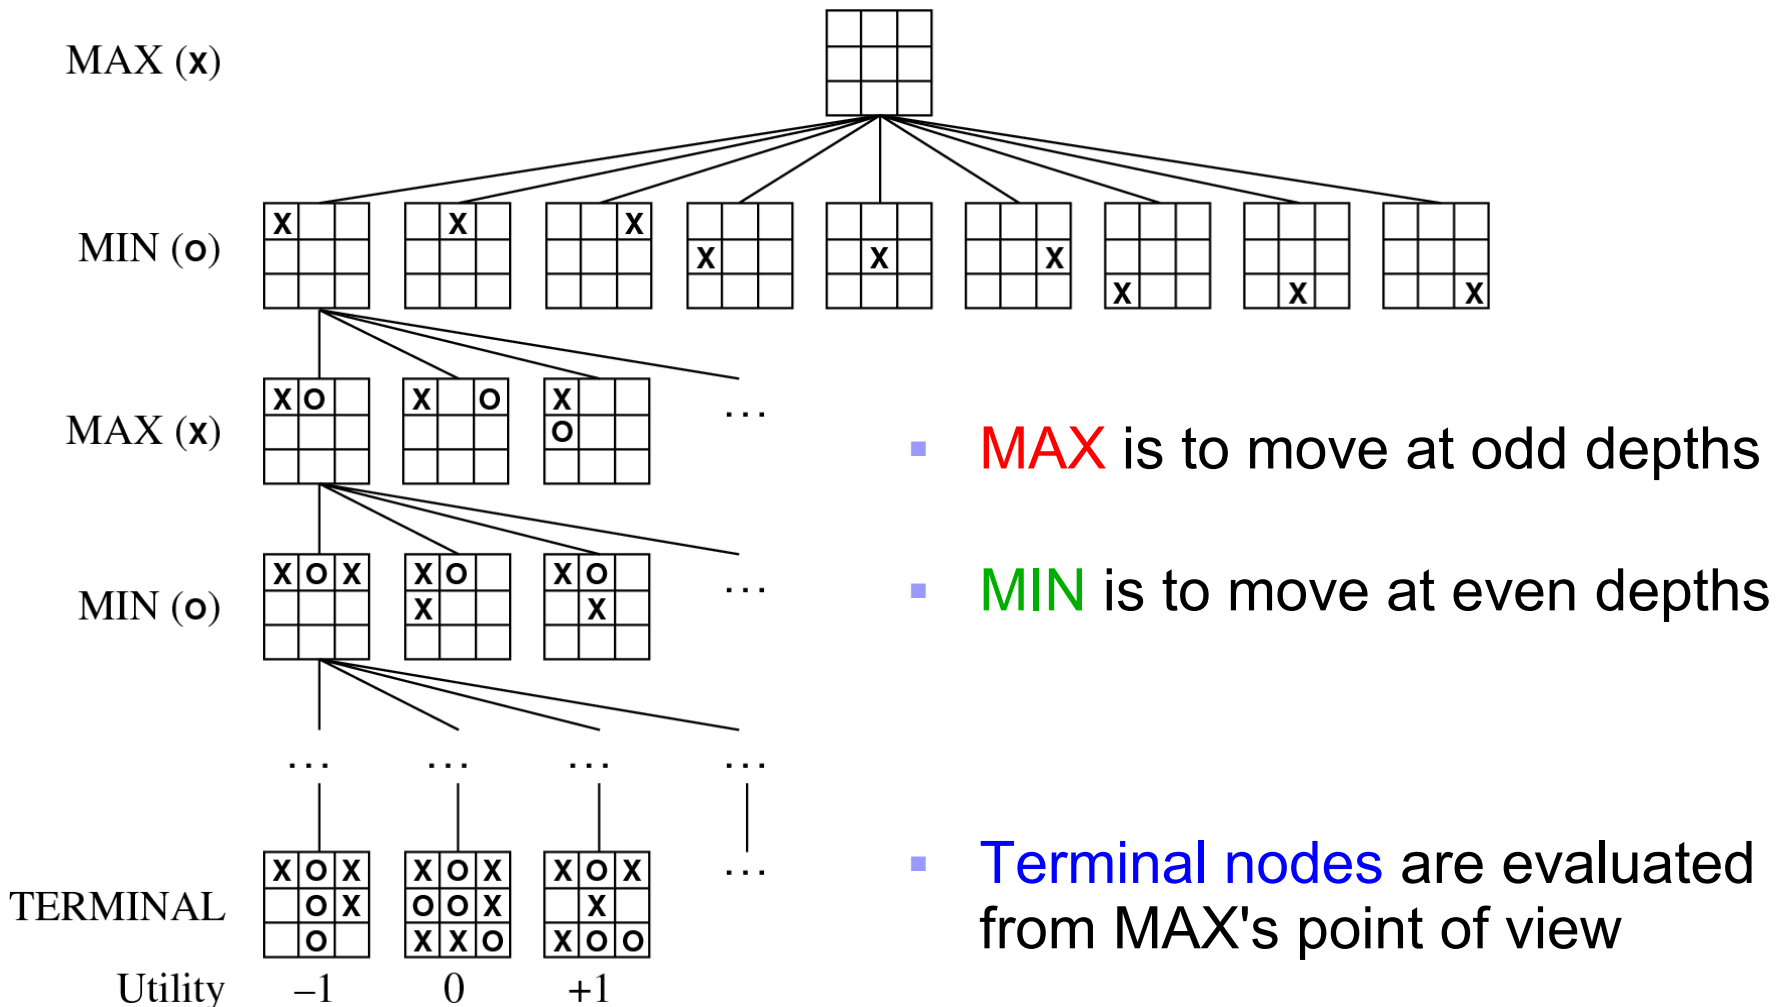 MAX (X)
MIN (O)
X X X X X X X X X
MAX (X)
X O X O X ...
O
MAX is to move at odd depths
MIN (O)
X O X X O X O ...
X X
MIN is to move at even depths
... ... ... ...
TERMINAL
X O X X O X X O X ...
O X O O X X
O X X O X O O
Terminal nodes are evaluated
from MAX's point of view
Utility –1 0 +1